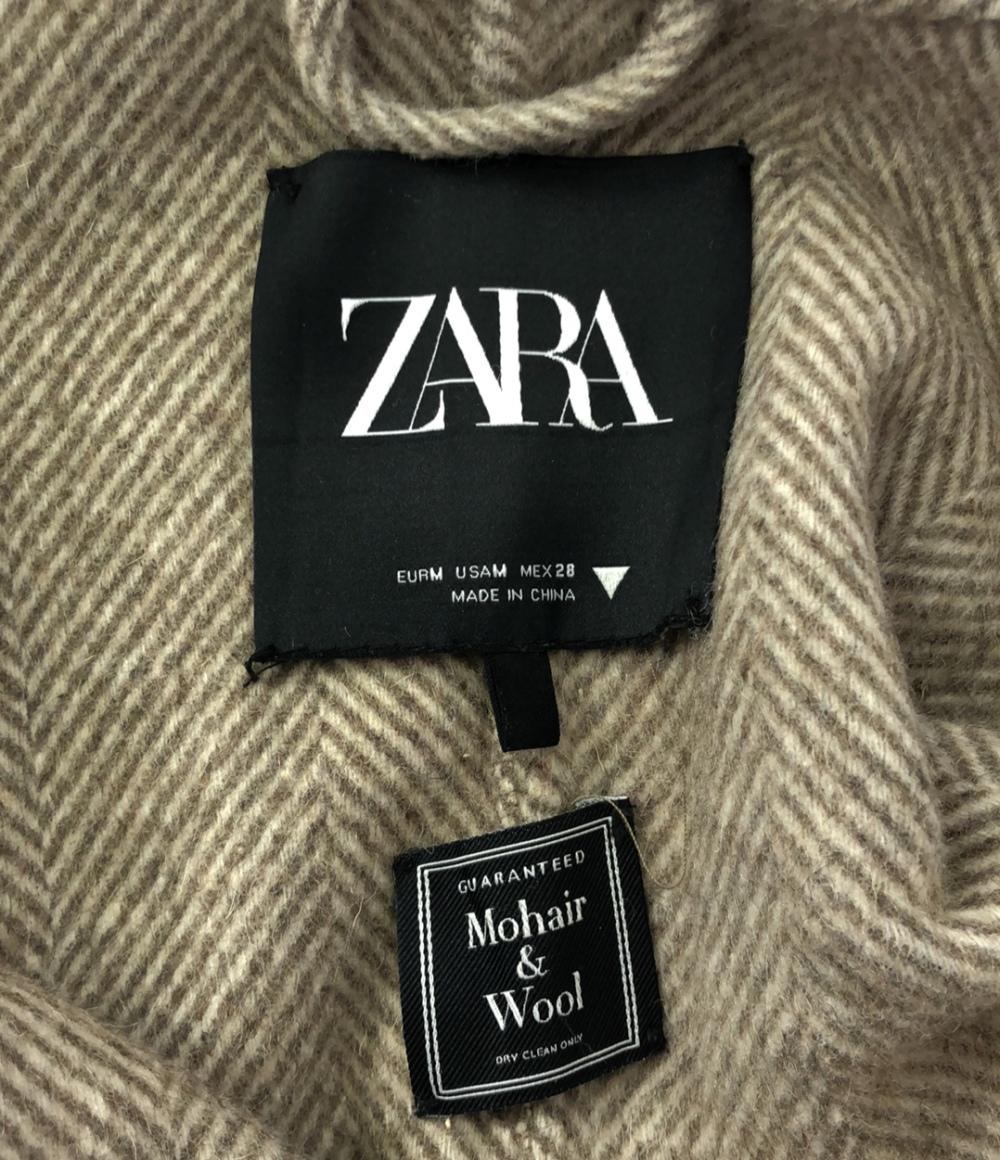 ZARA
EUR M USA M MEX 28
MADE IN CHINA
GUARANTEED
Mohair
&
Wool
DRY CLEAN ONLY